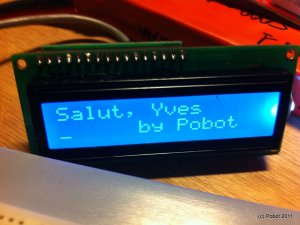 Salut, Yves
by Pobot
_
(c) Pobot 2011